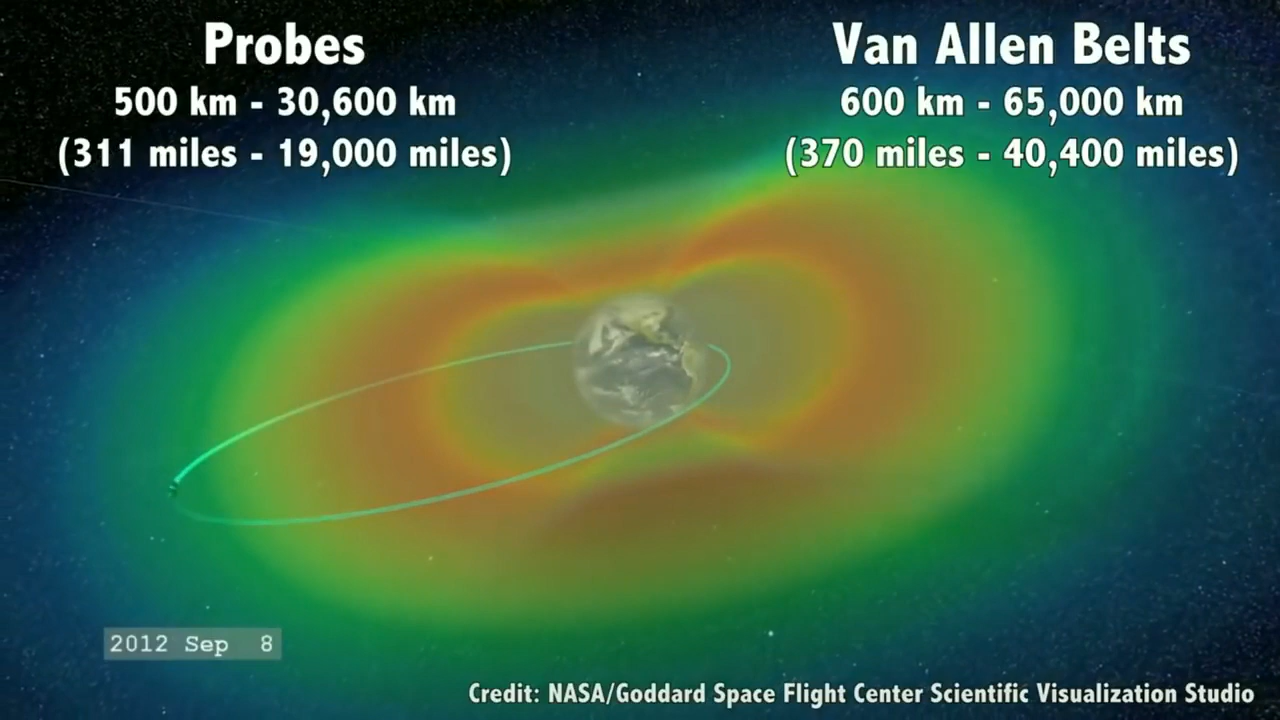 Probes
500 km - 30,600 km
(311 miles - 19,000 miles)
Van Allen Belts
600 km - 65,000 km
(370 miles - 40,400 miles)
2012 Sep 8
Credit: NASA/Goddard Space Flight Center Scientific Visualization Studio